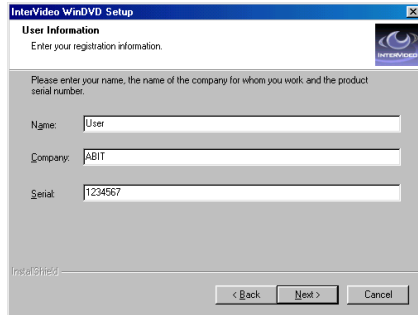 InterVideo WinDVD Setup
User Information
Enter your registration information.
INTERVIDEO
Please enter your name, the name of the company for whom you work and the product
serial number.
Name: User
Company: ABIT
Serial: 1234567
InstallShield
< Back Next > Cancel